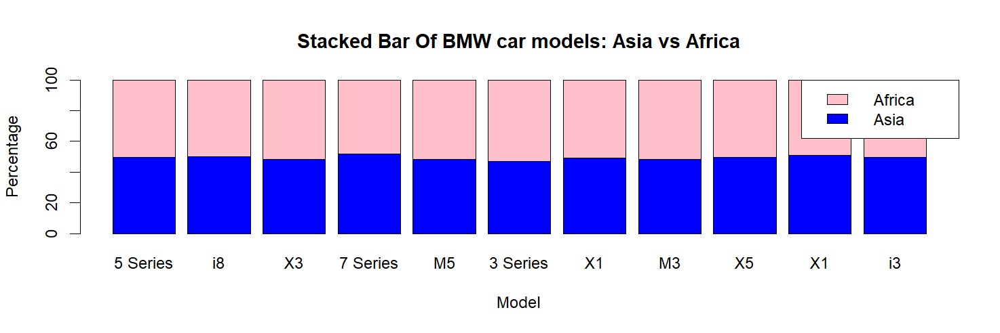 Stacked Bar Of BMW car models: Asia vs Africa
Percentage
100
60
20
0
Africa
Asia
5 Series i8 X3 7 Series M5 3 Series X1 M3 X5 X1 i3
Model